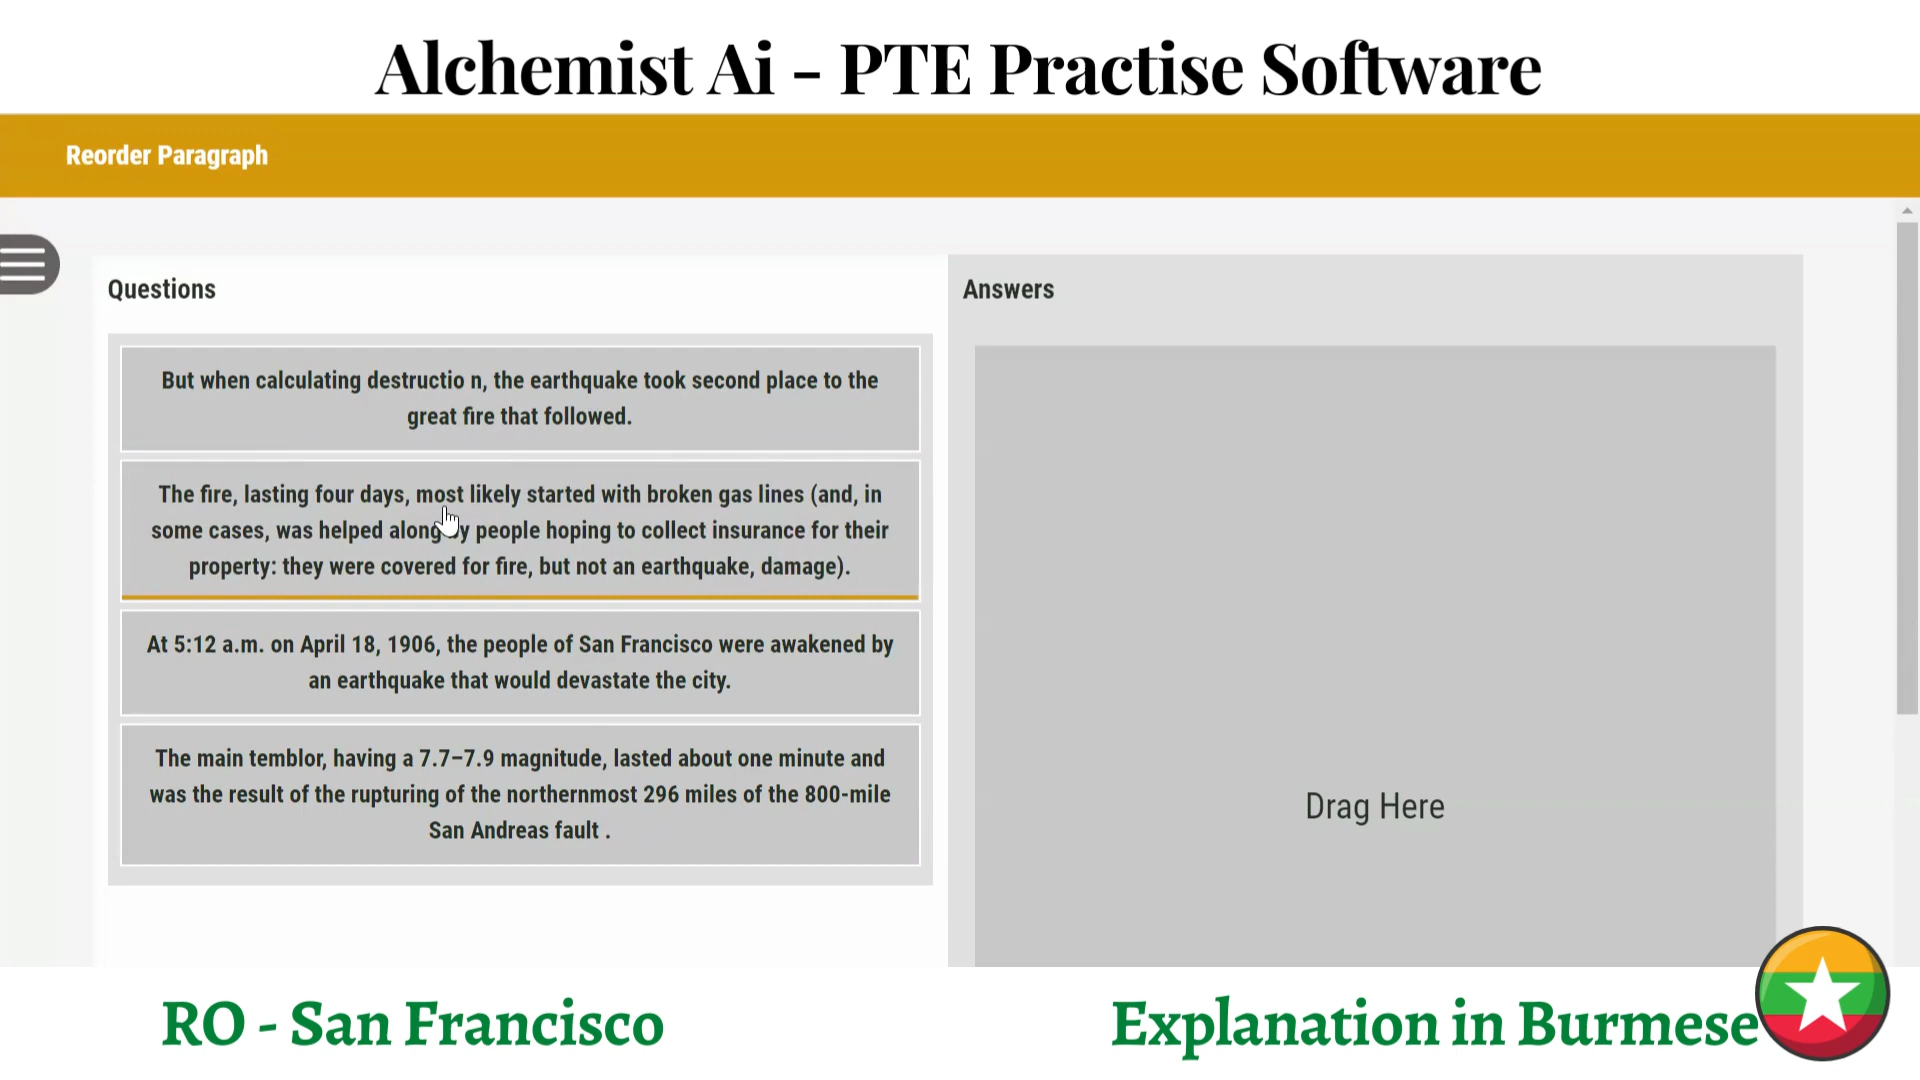 Alchemist Ai - PTE Practise Software
Reorder Paragraph
Questions
But when calculating destructio n, the earthquake took second place to the
great fire that followed.
The fire, lasting four days, most likely started with broken gas lines (and, in
some cases, was helped along by people hoping to collect insurance for their
property: they were covered for fire, but not an earthquake, damage).
At 5:12 a.m. on April 18, 1906, the people of San Francisco were awakened by
an earthquake that would devastate the city.
The main temblor, having a 7.7–7.9 magnitude, lasted about one minute and
was the result of the rupturing of the northernmost 296 miles of the 800-mile
San Andreas fault .
Answers
Drag Here
RO - San Francisco
Explanation in Burmese